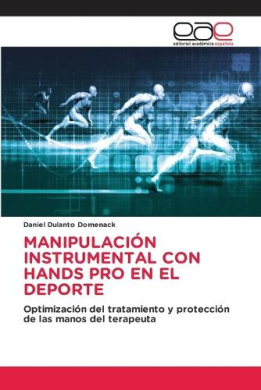 eae
editorial académica española
Daniel Dulanto Domenack
MANIPULACIÓN
INSTRUMENTAL CON
HANDS PRO EN EL
DEPORTE
Optimización del tratamiento y protección
de las manos del terapeuta